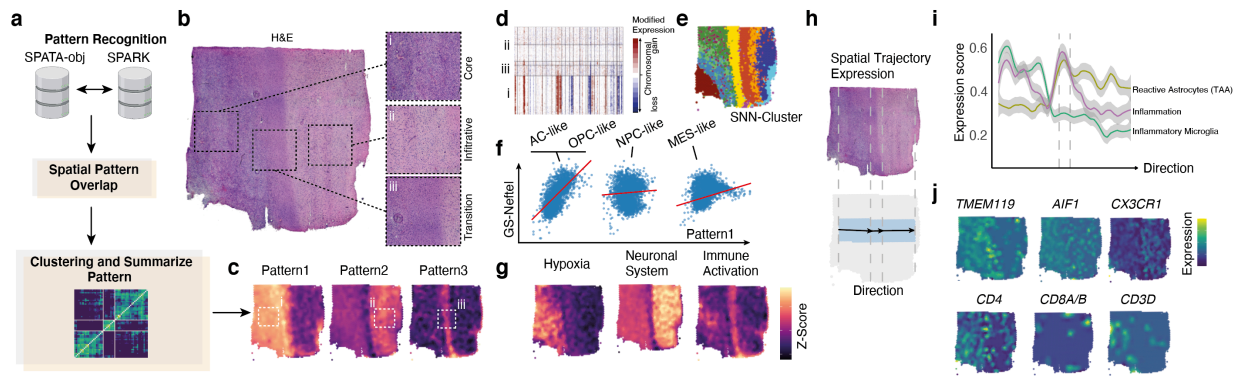 a
Pattern Recognition
SPATA-obj
SPARK
Spatial Pattern
Overlap
Clustering and Summarize
Pattern
b
H&E
i
Core
ii
Infiltrative
iii
Transition
c
Pattern1
Pattern2
Pattern3
i
ii
iii
d
ii
iii
i
Modified
Expression
Chromosomal
loss
gain
e
SNN-Cluster
f
AC-like
OPC-like
NPC-like
MES-like
GS-Neftel
Pattern1
g
Hypoxia
Neuronal
System
Immune
Activation
Z-Score
h
Spatial Trajectory
Expression
Direction
i
Expression score
0.6
0.4
0.2
Reactive Astrocytes (TAA)
Inflammation
Inflammatory Microglia
Direction
j
TMEM119
AIF1
CX3CR1
Expression
CD4
CD8A/B
CD3D